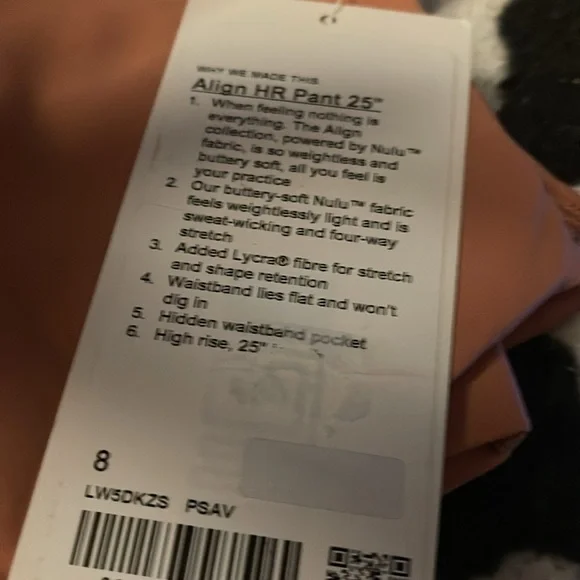 WHY WE MADE THIS
Align HR Pant 25"
1. When feeling nothing is
everything. The Align
collection, powered by Nulu™
fabric, is so weightless and
buttery soft, all you feel is
your practice
2. Our buttery-soft Nulu™ fabric
feels weightlessly light and is
sweat-wicking and four-way
stretch
3. Added Lycra® fibre for stretch
and shape retention
4. Waistband lies flat and won't
dig in
5. Hidden waistband pocket
6. High rise, 25"
8
LW5DKZS PSAV